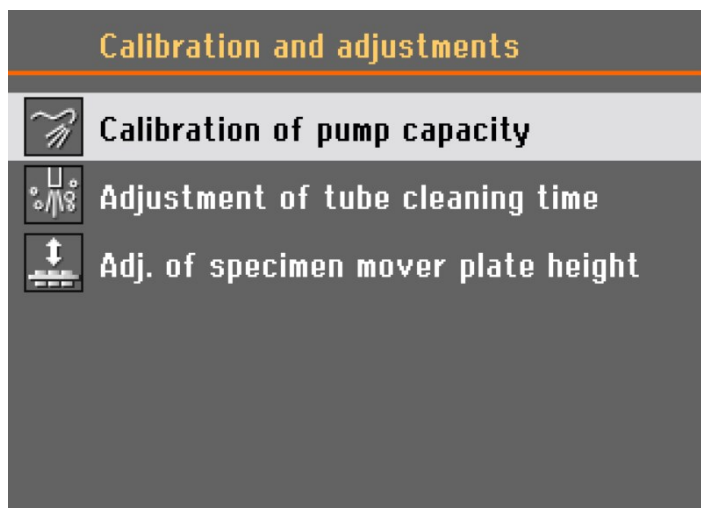 Calibration and adjustments
Calibration of pump capacity
Adjustment of tube cleaning time
Adj. of specimen mover plate height